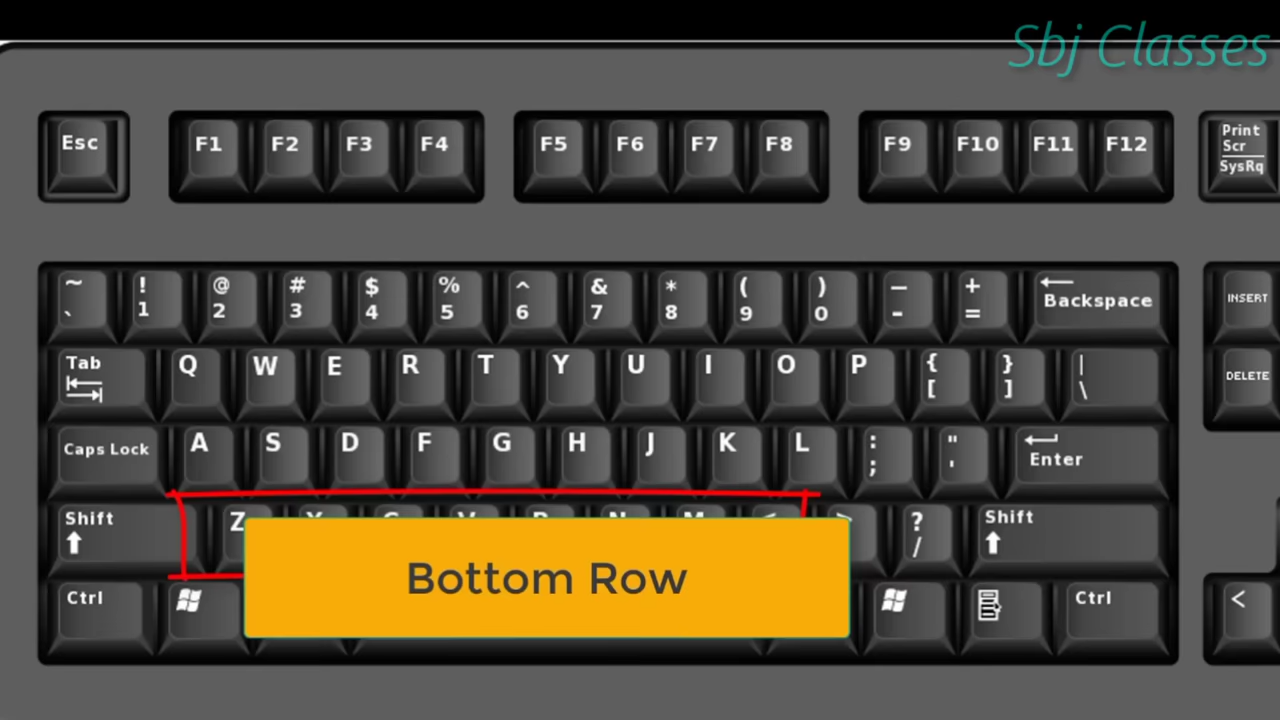 Sbj Classes
Esc F1 F2 F3 F4 F5 F6 F7 F8 F9 F10 F11 F12 Print Scr SysRq
~ ` ! 1 @ 2 # 3 $ 4 % 5 ^ 6 & 7 * 8 ( 9 ) 0 — - + = Backspace INSERT
Tab Q W E R T Y U I O P { [ } ] | \ DELETE
Caps Lock A S D F G H J K L : ; " ' Enter
Shift Z ? / Shift
Bottom Row
Ctrl Ctrl <